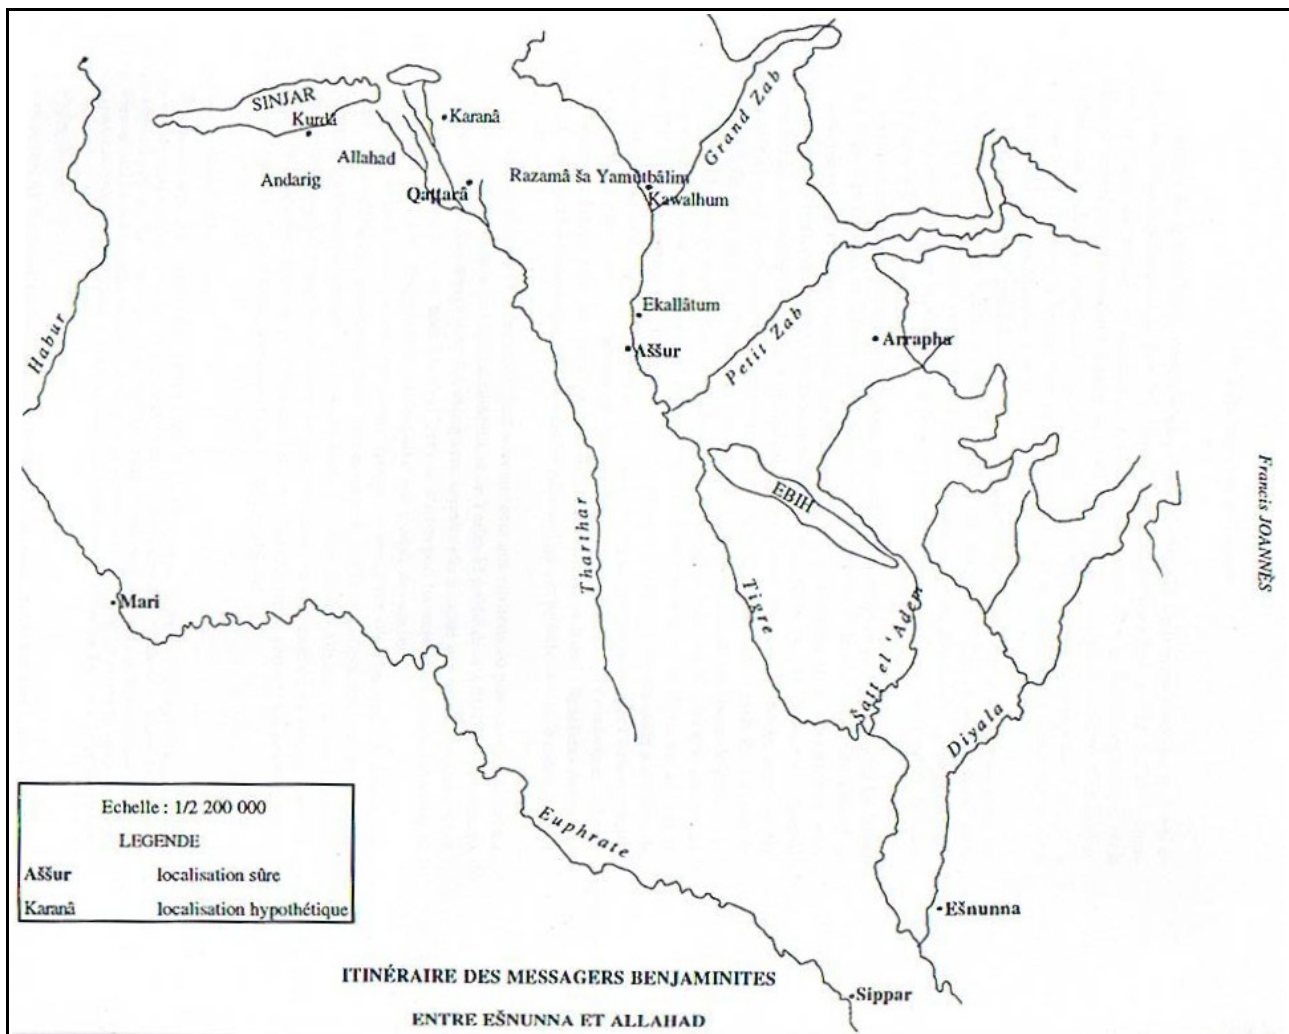 Grand Zab
SINJAR
Kurdâ
Karanâ
Allahad
Andarig
Qaṭṭarâ
Razamâ ša Yamutbâlim
Kawalhum
Habur
Ekallâtum
Aššur
Petit Zab
Arrapha
EBIH
Francis JOANNÈS
Mari
Tharthar
Tigre
Šatt el 'Adem
Diyala
Echelle : 1/2 200 000
LEGENDE
Aššur localisation sûre
Karanâ localisation hypothétique
Euphrate
Ešnunna
Sippar
ITINÉRAIRE DES MESSAGERS BENJAMINITES
ENTRE EŠNUNNA ET ALLAHAD